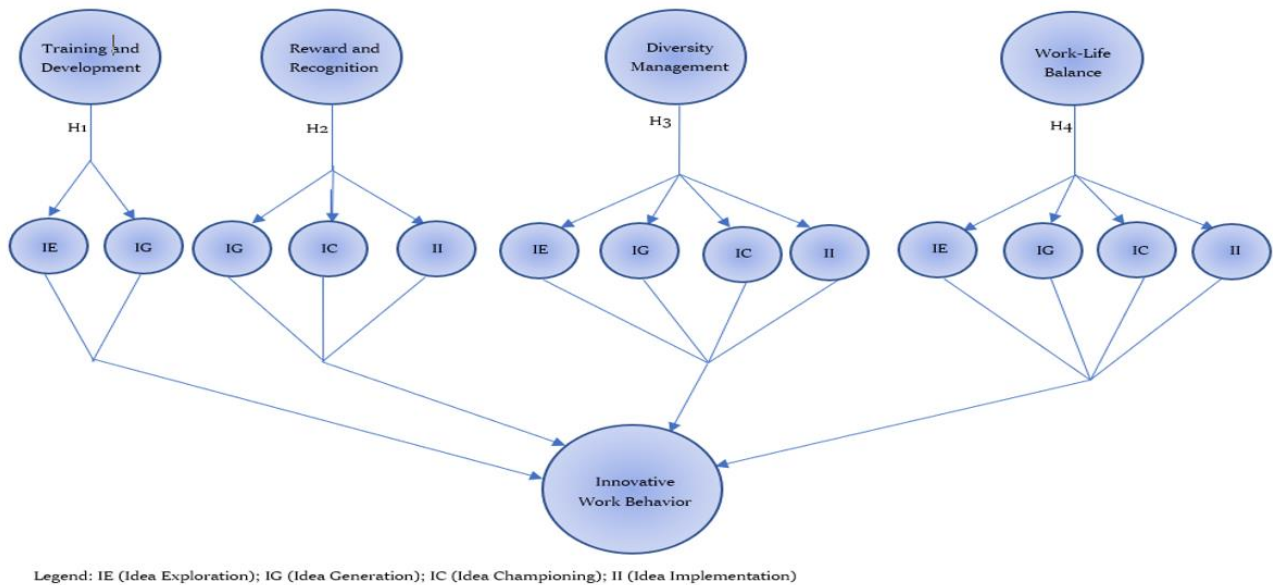 Training and
Development
Reward and
Recognition
Diversity
Management
Work-Life
Balance
H1
H2
H3
H4
IE
IG
IG
IC
II
IE
IG
IC
II
IE
IG
IC
II
Innovative
Work Behavior
Legend: IE (Idea Exploration); IG (Idea Generation); IC (Idea Championing); II (Idea Implementation)